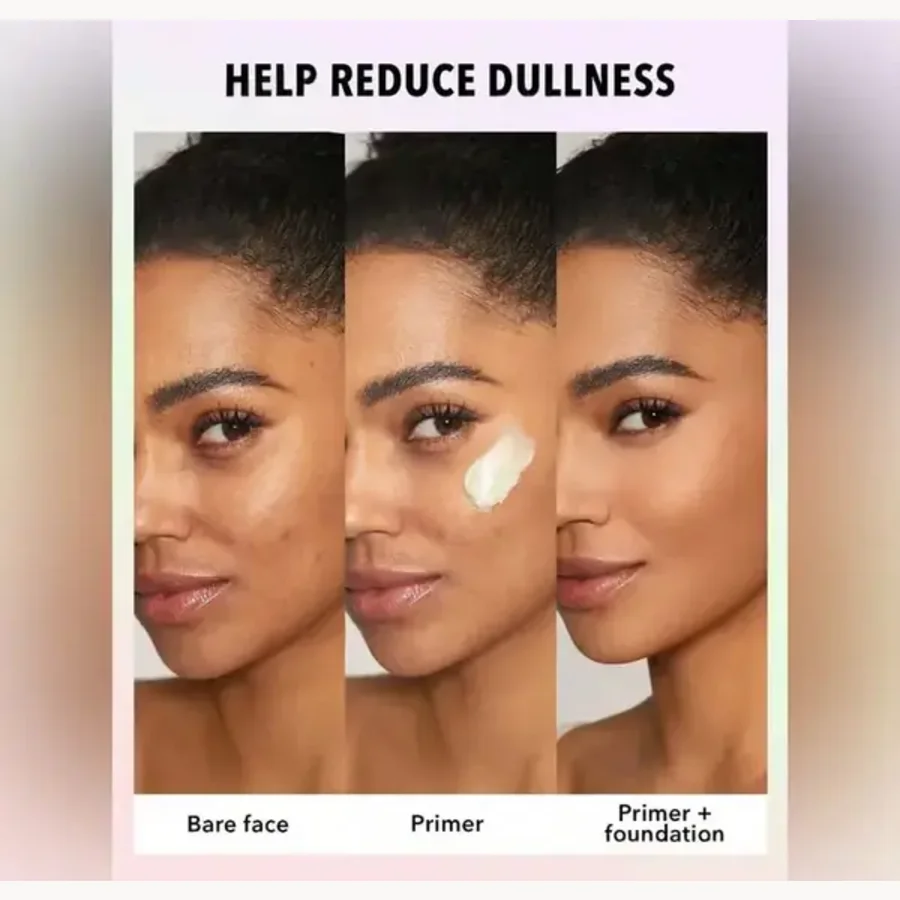 HELP REDUCE DULLNESS
Bare face
Primer
Primer +
foundation